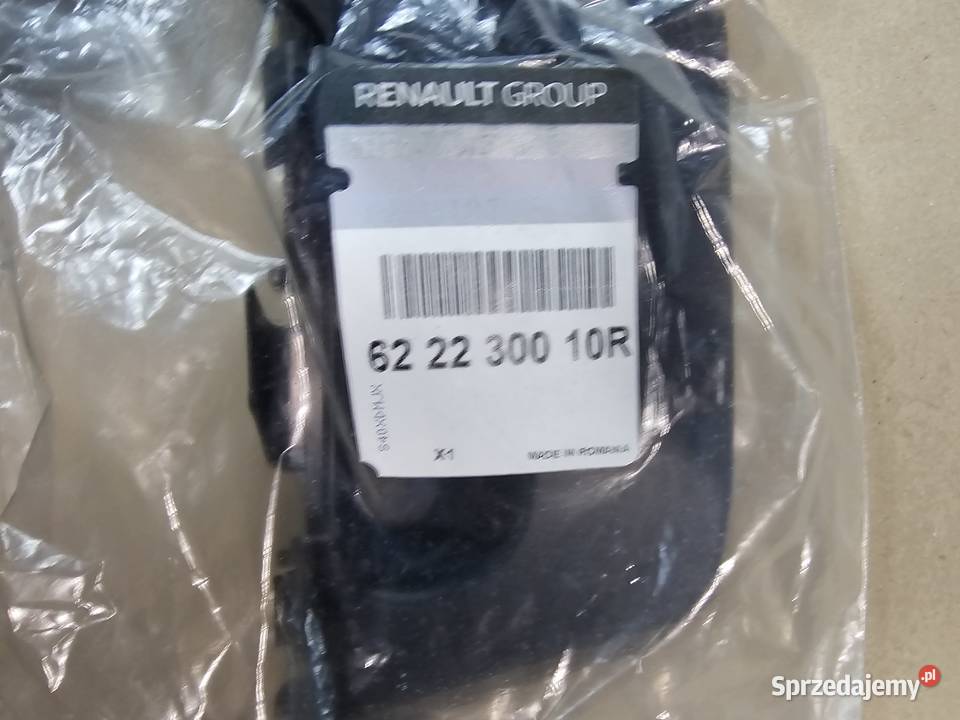 RENAULT GROUP
62 22 300 10R
X1
MADE IN ROMANIA
Sprzedajemy.pl